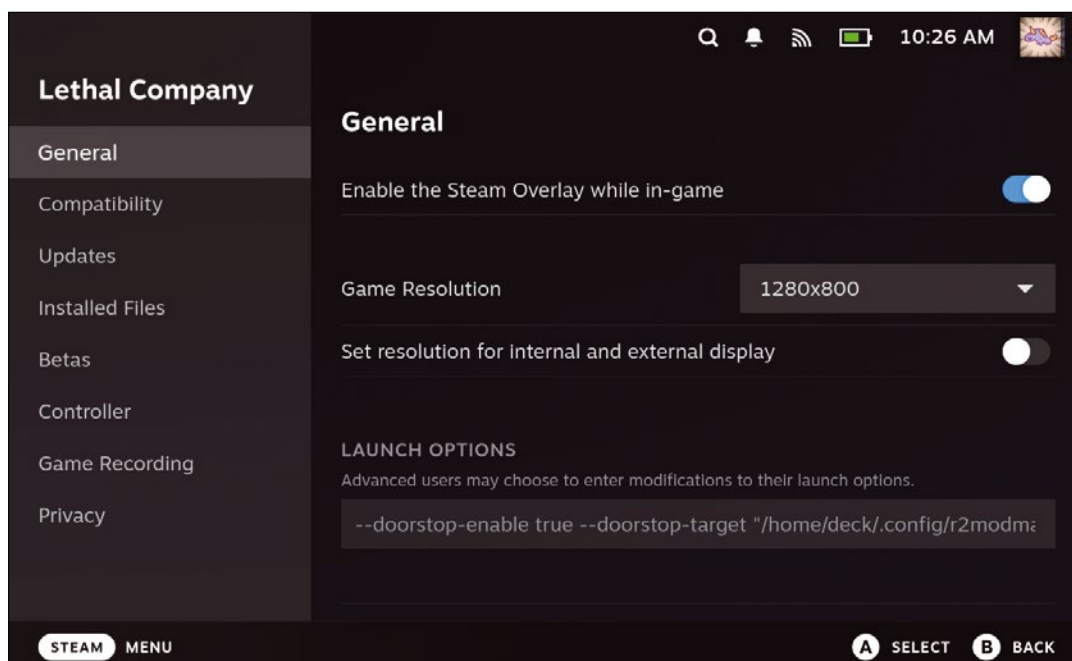 10:26 AM
Lethal Company
General
Compatibility
Updates
Installed Files
Betas
Controller
Game Recording
Privacy
General
Enable the Steam Overlay while in-game
Game Resolution 1280x800
Set resolution for internal and external display
LAUNCH OPTIONS
Advanced users may choose to enter modifications to their launch options.
--doorstop-enable true --doorstop-target "/home/deck/.config/r2modma
STEAM MENU A SELECT B BACK